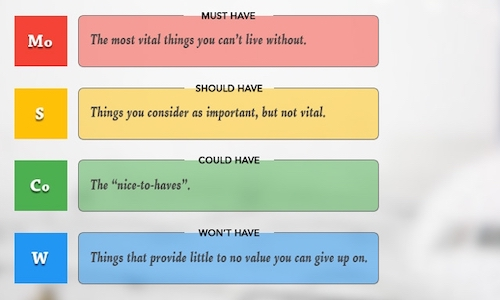 MUST HAVE
Mo
The most vital things you can't live without.
SHOULD HAVE
S
Things you consider as important, but not vital.
COULD HAVE
Co
The “nice-to-haves”.
WON'T HAVE
W
Things that provide little to no value you can give up on.